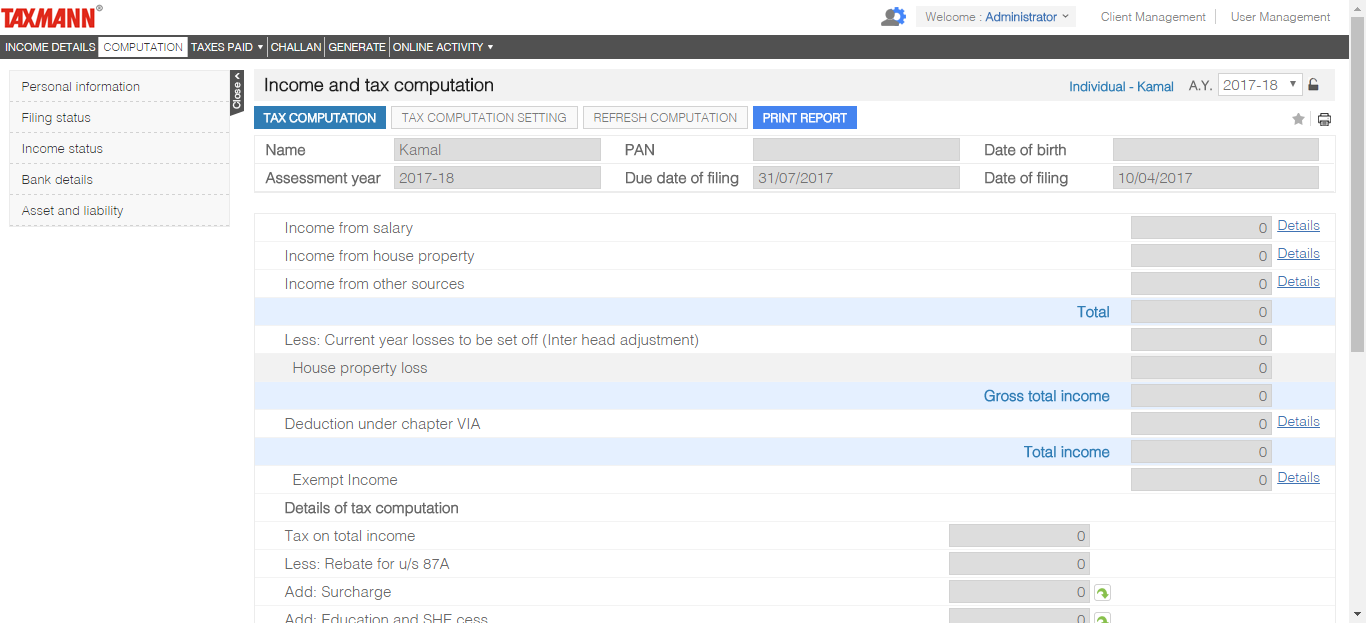 TAXMANN®
Welcome : Administrator
Client Management
User Management
INCOME DETAILS COMPUTATION TAXES PAID CHALLAN GENERATE ONLINE ACTIVITY
Personal information
Filing status
Income status
Bank details
Asset and liability
Close
Income and tax computation
Individual - Kamal A.Y. 2017-18
TAX COMPUTATION TAX COMPUTATION SETTING REFRESH COMPUTATION PRINT REPORT
Name Kamal PAN Date of birth
Assessment year 2017-18 Due date of filing 31/07/2017 Date of filing 10/04/2017
Income from salary 0 Details
Income from house property 0 Details
Income from other sources 0 Details
Total 0
Less: Current year losses to be set off (Inter head adjustment) 0
House property loss 0
Gross total income 0
Deduction under chapter VIA 0 Details
Total income 0
Exempt Income 0 Details
Details of tax computation
Tax on total income 0
Less: Rebate for u/s 87A 0
Add: Surcharge 0
Add: Education and SHE cess 0